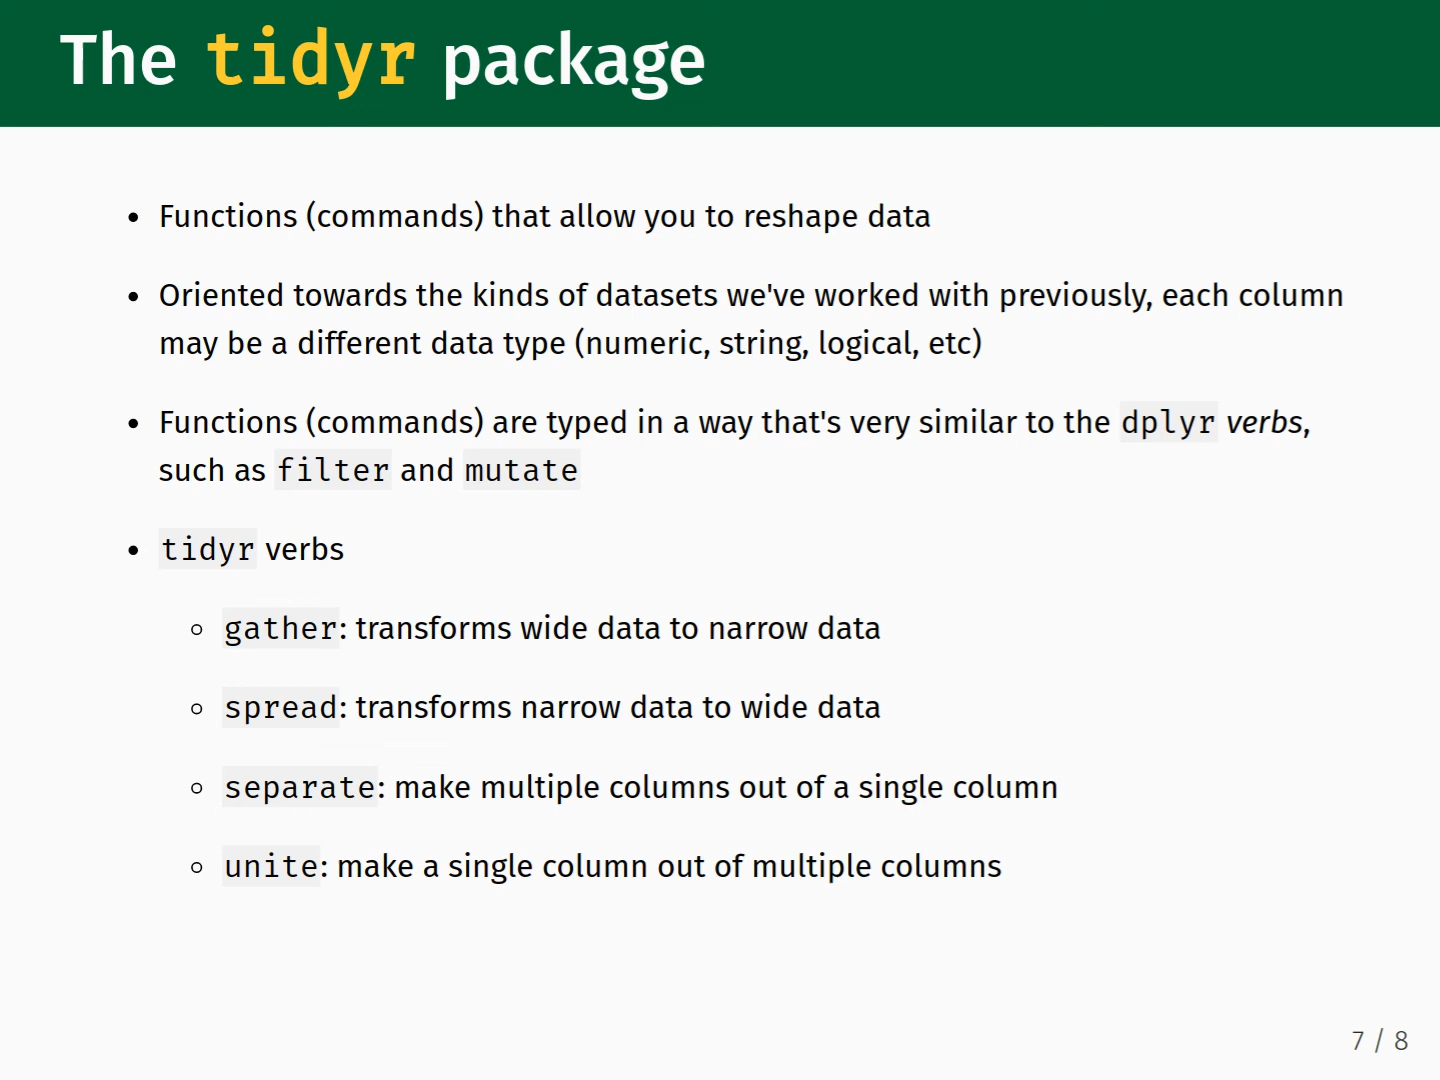 The tidyr package
• Functions (commands) that allow you to reshape data
• Oriented towards the kinds of datasets we've worked with previously, each column
may be a different data type (numeric, string, logical, etc)
• Functions (commands) are typed in a way that's very similar to the dplyr verbs,
such as filter and mutate
• tidyr verbs
◦ gather: transforms wide data to narrow data
◦ spread: transforms narrow data to wide data
◦ separate: make multiple columns out of a single column
◦ unite: make a single column out of multiple columns
7 / 8